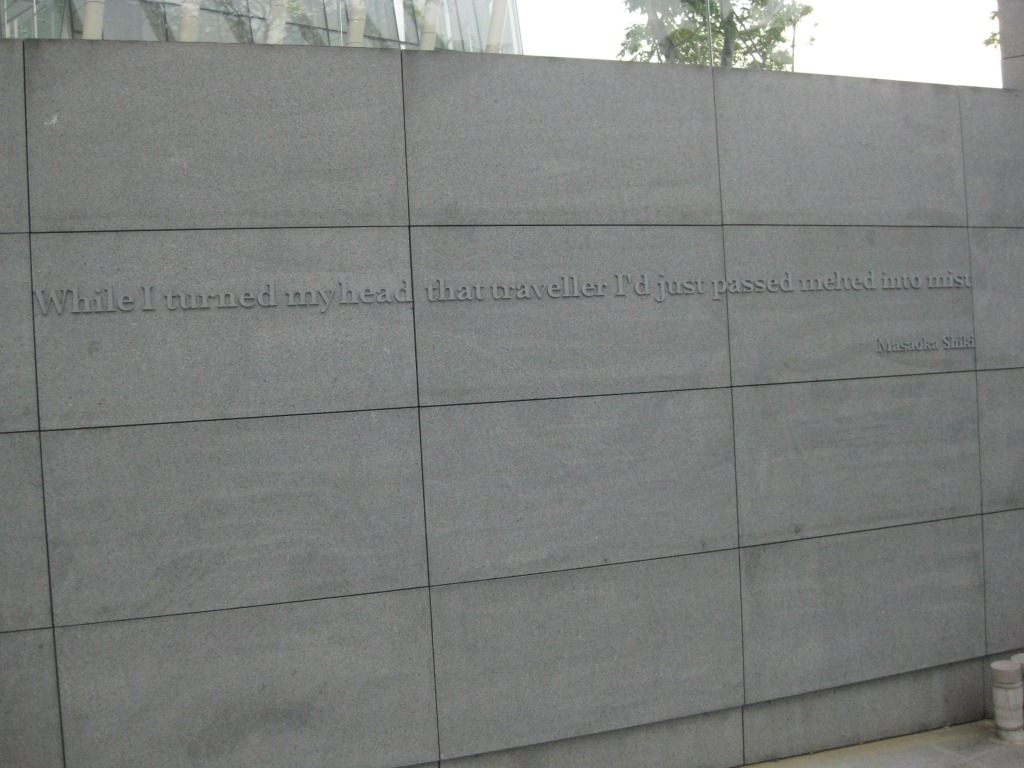 While I turned my head that traveller I'd just passed melted into mist
Masaoka Shiki